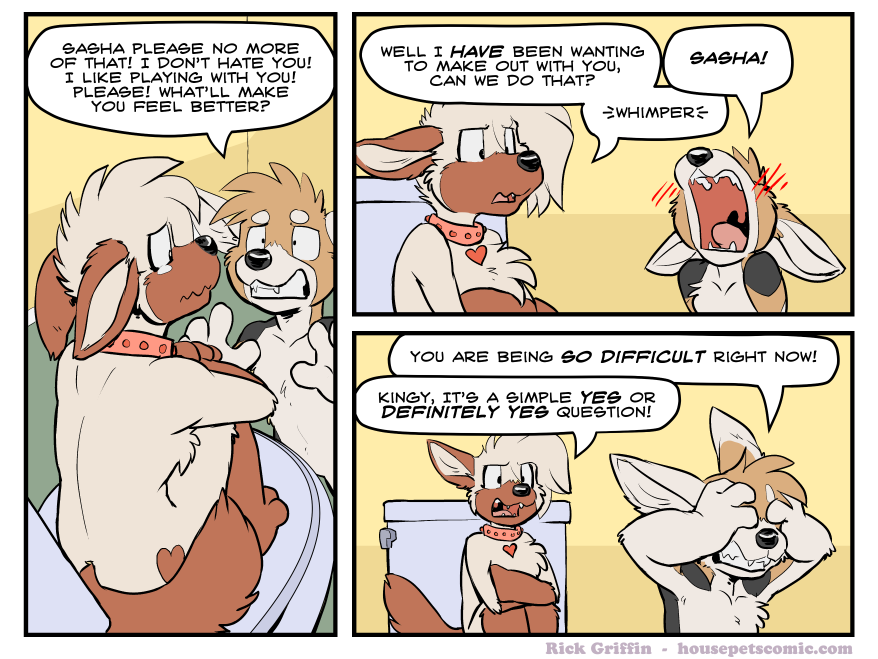 SASHA PLEASE NO MORE
OF THAT! I DON'T HATE YOU!
I LIKE PLAYING WITH YOU!
PLEASE! WHAT'LL MAKE
YOU FEEL BETTER?
WELL I HAVE BEEN WANTING
TO MAKE OUT WITH YOU,
CAN WE DO THAT?
WHIMPER
SASHA!
YOU ARE BEING SO DIFFICULT RIGHT NOW!
KINGY, IT'S A SIMPLE YES OR
DEFINITELY YES QUESTION!
Rick Griffin - housepetscomic.com